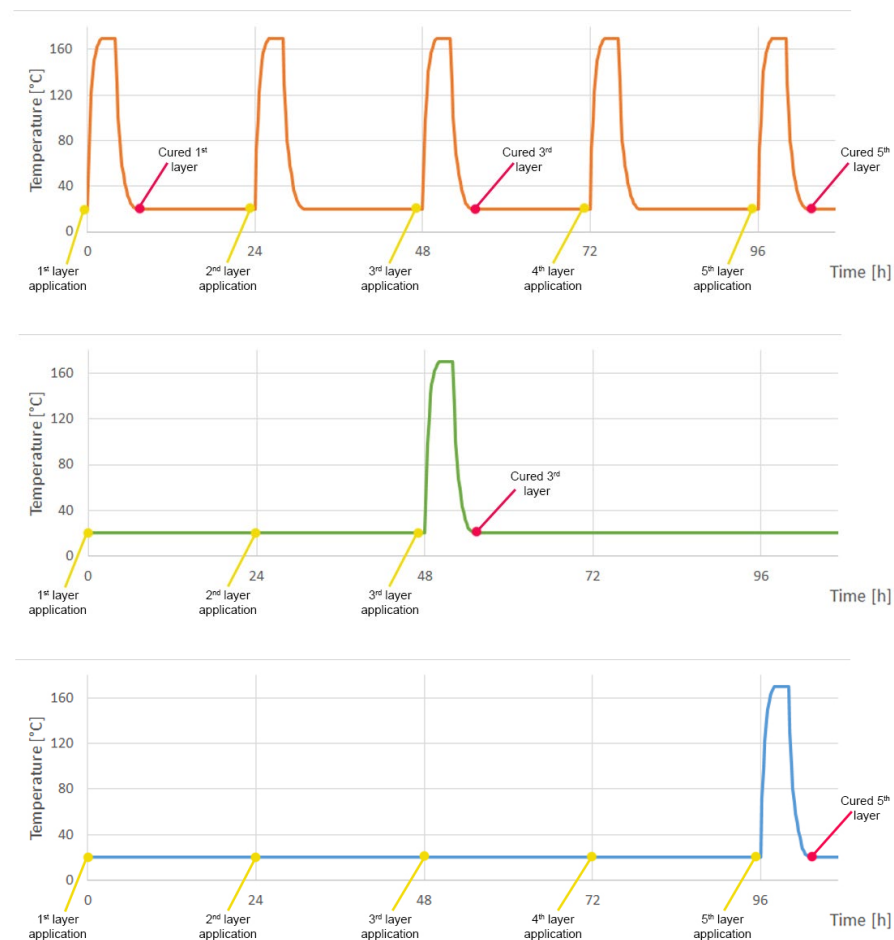 Temperature [°C]
160
120
80
40
0
Cured 1st
layer
Cured 3rd
layer
Cured 5th
layer
0
24
48
72
96
1st layer
application
2nd layer
application
3rd layer
application
4th layer
application
5th layer
application
Time [h]
Temperature [°C]
160
120
80
40
0
Cured 3rd
layer
0
24
48
72
96
1st layer
application
2nd layer
application
3rd layer
application
Time [h]
Temperature [°C]
160
120
80
40
0
Cured 5th
layer
0
24
48
72
96
1st layer
application
2nd layer
application
3rd layer
application
4th layer
application
5th layer
application
Time [h]